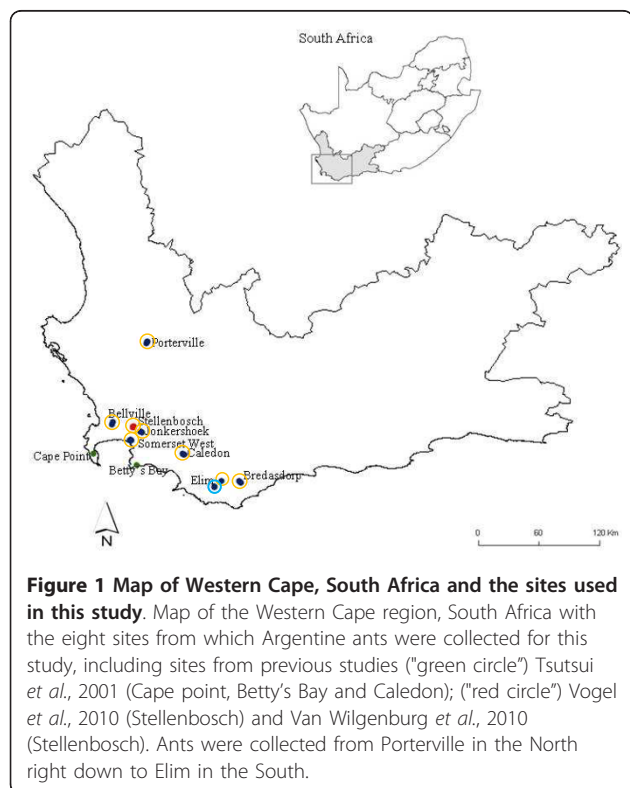 South Africa
Porterville
Bellville
Stellenbosch
Jonkershoek
Somerset West
Cape Point
Caledon
Betty's Bay
Elim
Bredasdorp
N
0 60 120 Km
Figure 1 Map of Western Cape, South Africa and the sites used
in this study. Map of the Western Cape region, South Africa with
the eight sites from which Argentine ants were collected for this
study, including sites from previous studies ("green circle") Tsutsui
et al., 2001 (Cape point, Betty's Bay and Caledon); ("red circle") Vogel
et al., 2010 (Stellenbosch) and Van Wilgenburg et al., 2010
(Stellenbosch). Ants were collected from Porterville in the North
right down to Elim in the South.